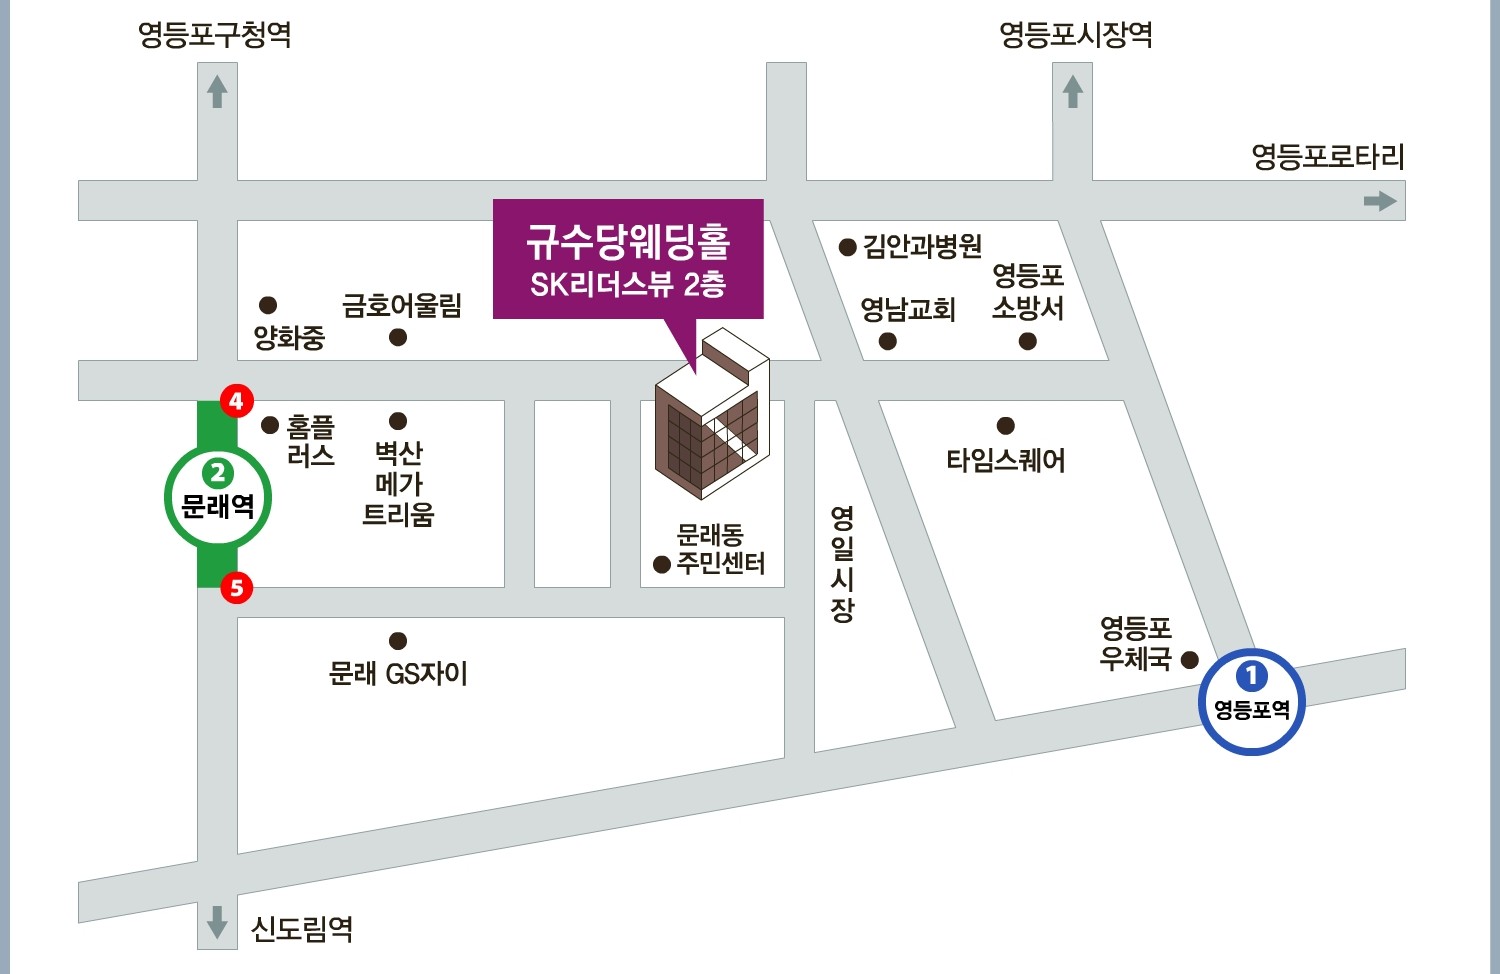 영등포구청역
영등포시장역
영등포로타리
규수당웨딩홀
SK리더스뷰 2층
김안과병원
영등포
소방서
영남교회
금호어울림
양화중
4
홈플
러스
벽산
메가
트리움
타임스퀘어
2
문래역
영
일
시
장
문래동
주민센터
5
문래 GS자이
영등포
우체국
1
영등포역
신도림역